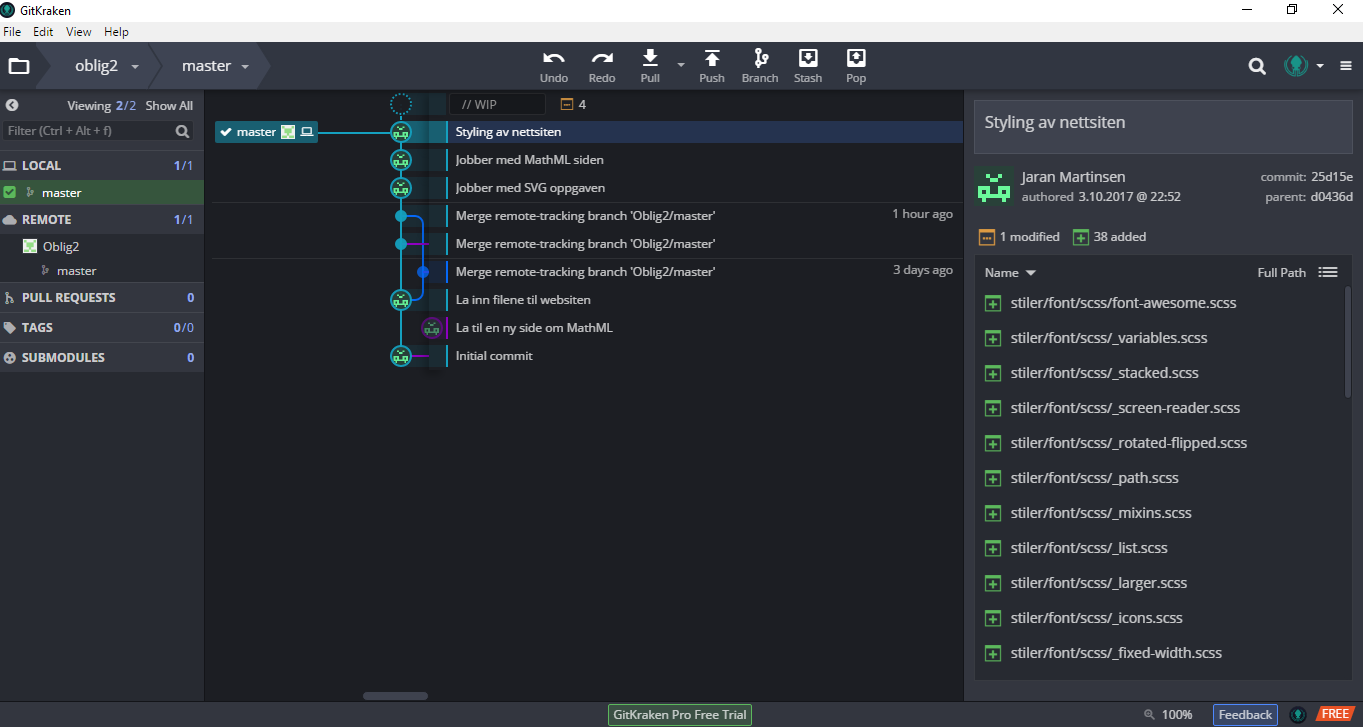 GitKraken
File Edit View Help
oblig2 master
Undo Redo Pull Push Branch Stash Pop
Viewing 2/2 Show All
Filter (Ctrl + Alt + f)
LOCAL 1/1
master
REMOTE 1/1
Oblig2
master
PULL REQUESTS 0
TAGS 0/0
SUBMODULES 0
// WIP 4
master Styling av nettsiten
Jobber med MathML siden
Jobber med SVG oppgaven
Merge remote-tracking branch 'Oblig2/master' 1 hour ago
Merge remote-tracking branch 'Oblig2/master'
Merge remote-tracking branch 'Oblig2/master' 3 days ago
La inn filene til websiten
La til en ny side om MathML
Initial commit
Styling av nettsiten
Jaran Martinsen commit: 25d15e
authored 3.10.2017 @ 22:52 parent: d0436d
1 modified 38 added
Name Full Path
stiler/font/scss/font-awesome.scss
stiler/font/scss/_variables.scss
stiler/font/scss/_stacked.scss
stiler/font/scss/_screen-reader.scss
stiler/font/scss/_rotated-flipped.scss
stiler/font/scss/_path.scss
stiler/font/scss/_mixins.scss
stiler/font/scss/_list.scss
stiler/font/scss/_larger.scss
stiler/font/scss/_icons.scss
stiler/font/scss/_fixed-width.scss
GitKraken Pro Free Trial 100% Feedback FREE